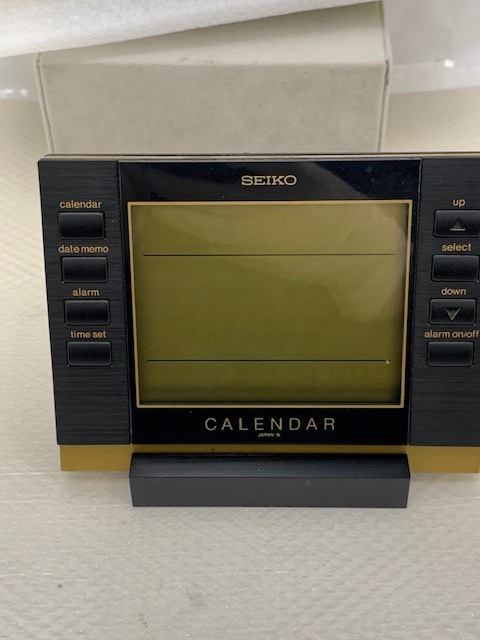 SEIKO
calendar
date memo
alarm
time set
up
select
down
alarm on/off
CALENDAR
JAPAN